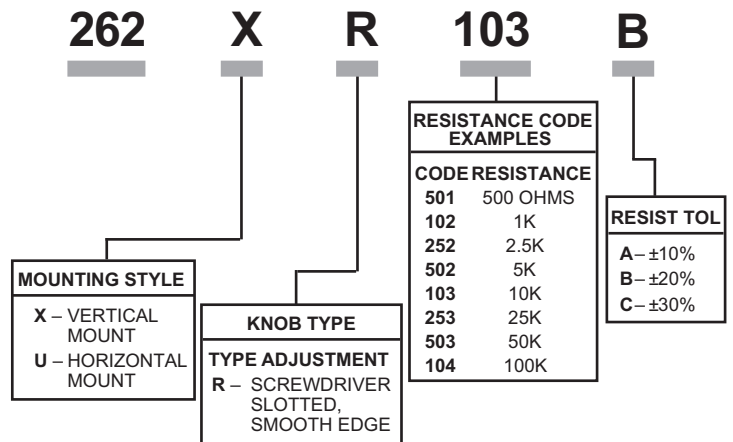 262 X R 103 B
RESISTANCE CODE
EXAMPLES
CODE RESISTANCE
501 500 OHMS
102 1K
252 2.5K
502 5K
103 10K
253 25K
503 50K
104 100K
RESIST TOL
A– ±10%
B– ±20%
C– ±30%
MOUNTING STYLE
X – VERTICAL
MOUNT
U – HORIZONTAL
MOUNT
KNOB TYPE
TYPE ADJUSTMENT
R – SCREWDRIVER
SLOTTED,
SMOOTH EDGE